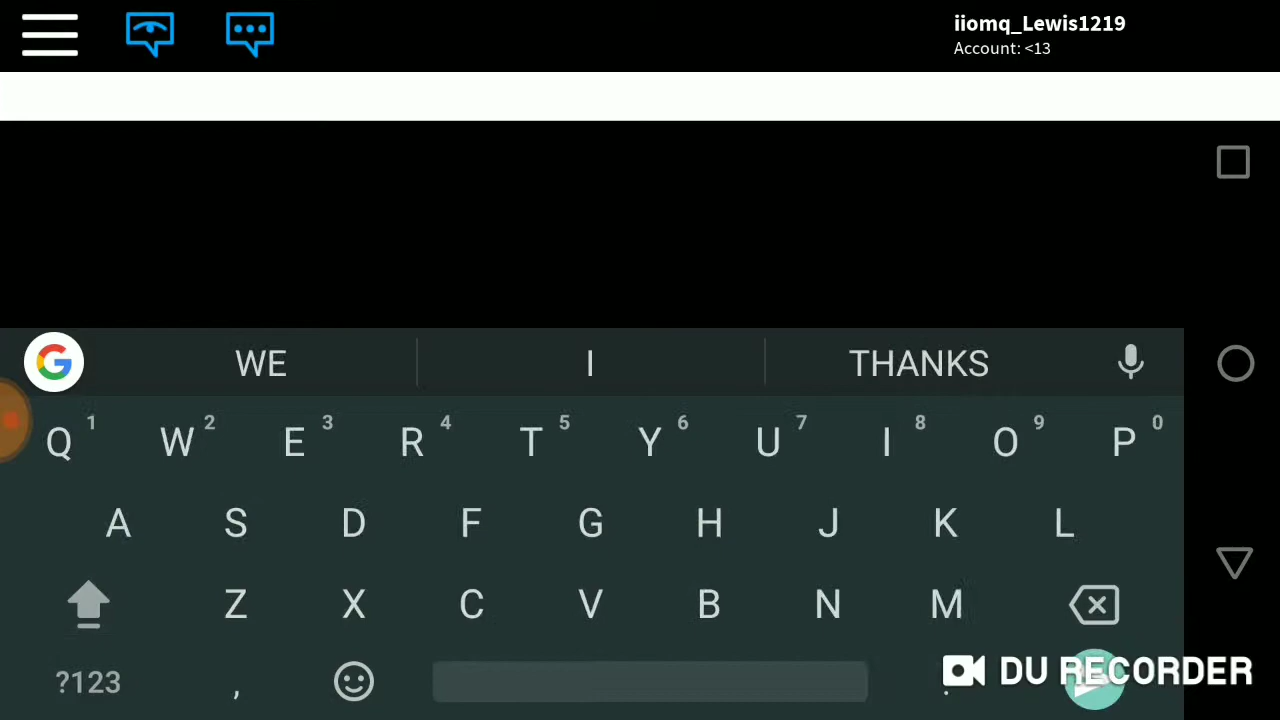 iiomq_Lewis1219
Account: <13
G WE I THANKS
Q 1 W 2 E 3 R 4 T 5 Y 6 U 7 I 8 O 9 P 0
A S D F G H J K L
Z X C V B N M
?123 , . DU RECORDER